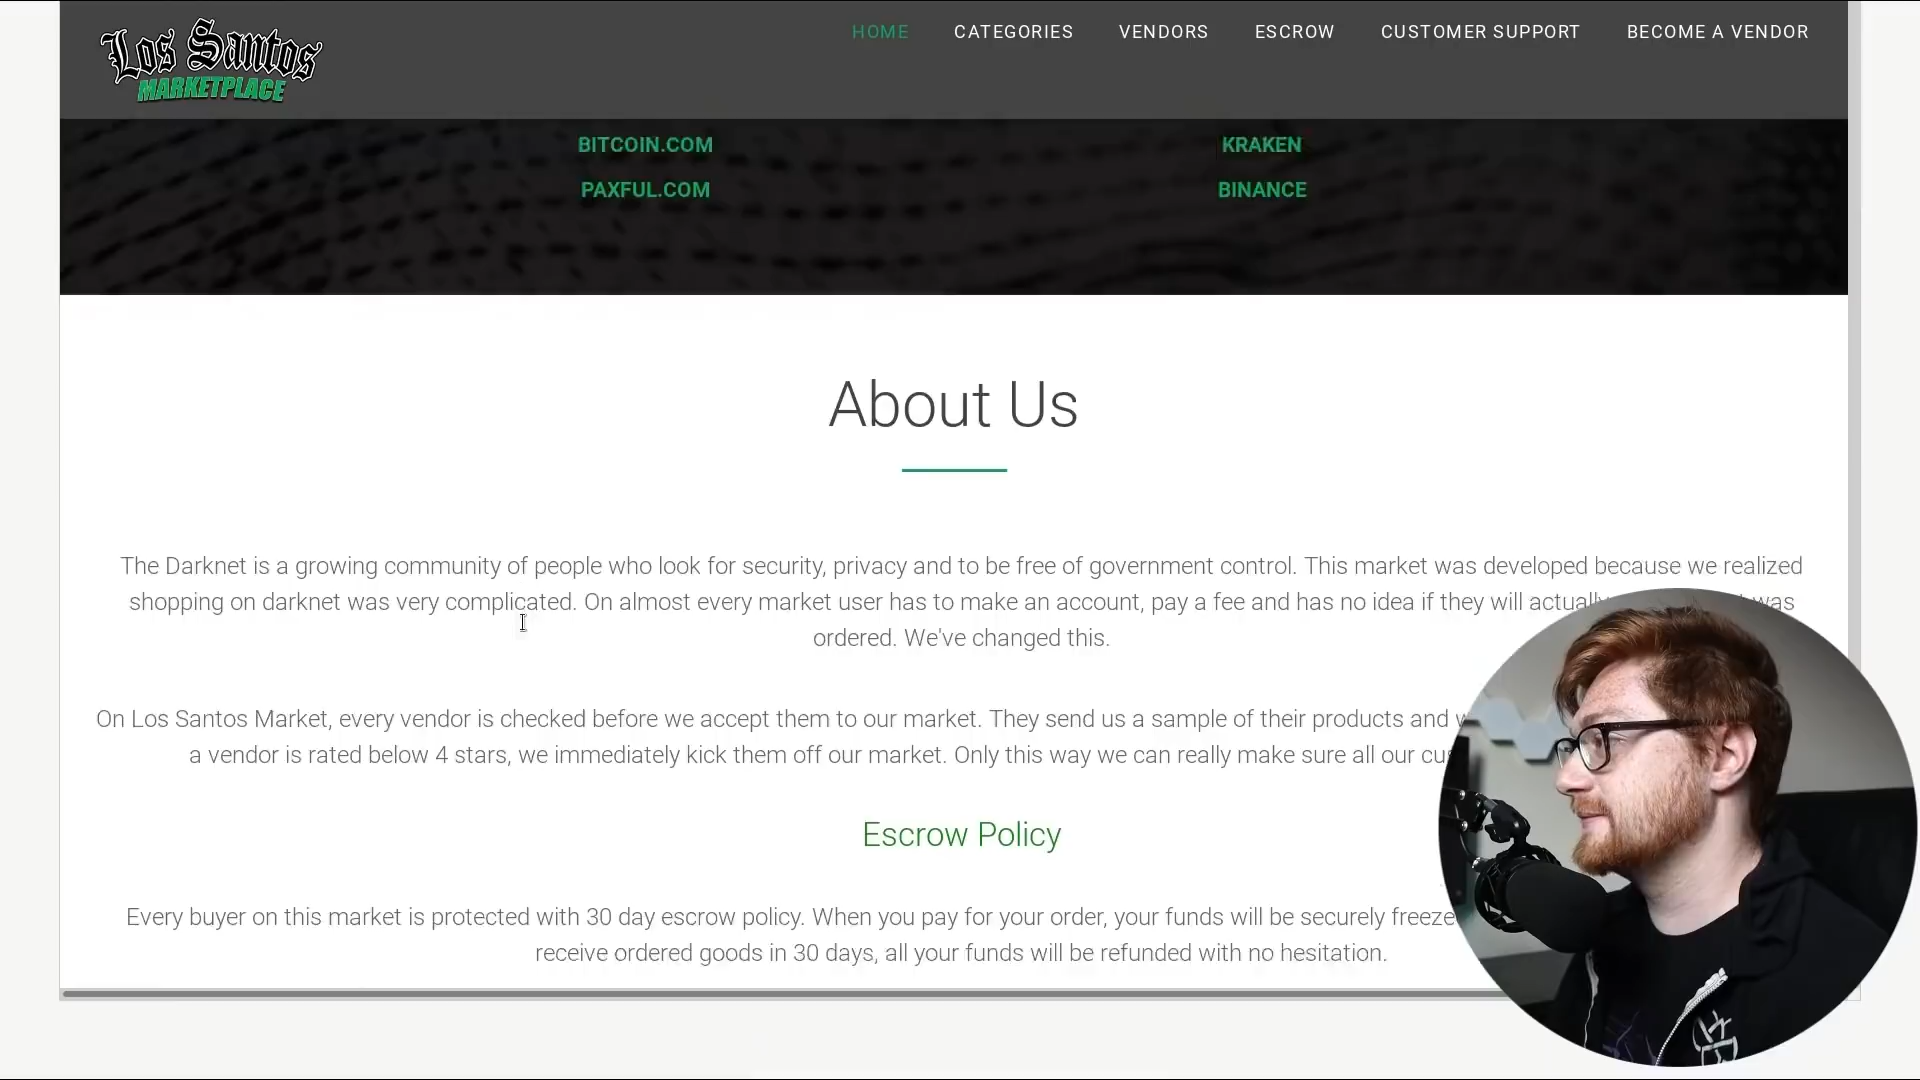 Los Santos
MARKETPLACE
HOME CATEGORIES VENDORS ESCROW CUSTOMER SUPPORT BECOME A VENDOR
BITCOIN.COM KRAKEN
PAXFUL.COM BINANCE
About Us
The Darknet is a growing community of people who look for security, privacy and to be free of government control. This market was developed because we realized
shopping on darknet was very complicated. On almost every market user has to make an account, pay a fee and has no idea if they will was
ordered. We've changed this.
On Los Santos Market, every vendor is checked before we accept them to our market. They send us a sample of their products and
a vendor is rated below 4 stars, we immediately kick them off our market. Only this way we can really make sure all our
Escrow Policy
Every buyer on this market is protected with 30 day escrow policy. When you pay for your order, your funds will be securely freeze
receive ordered goods in 30 days, all your funds will be refunded with no hesitation.